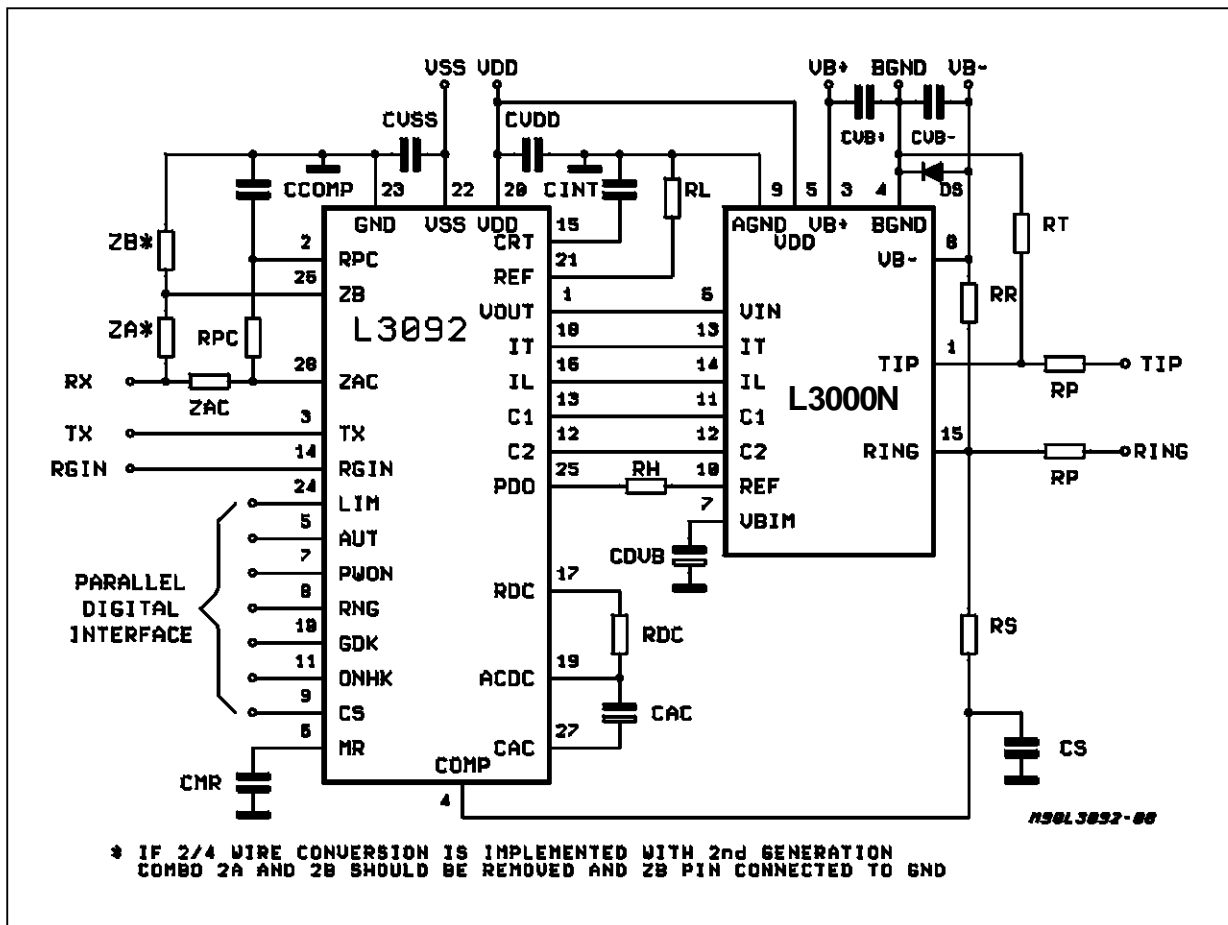 VSS VDD VB+ BGND VB-
CVSS CVDD
CVB+ CVB-
CCOMP 23 22 20 CINT RL 9 5 3 4 DS
GND VSS VDD 15 AGND VDD VB+ BGND RT
ZB* 2 RPC CRT 8 VB-
25 ZB 21 REF
1 VOUT 6 VIN RR
ZA* RPC L3092 18 IT 13 IT
28 ZAC 16 IL 14 IL TIP 1 RP TIP
RX ZAC L3000N
13 C1 11 C1
TX 3 TX 12 C2 12 C2 RING 15 RP RING
RGIN 14 RGIN 25 PDO RH 10 REF
24 LIM 7 VBIM
5 AUT CDVB
7 PWON 17 RDC
PARALLEL
DIGITAL
INTERFACE
8 RNG RDC RS
10 GDK
11 ONHK 19 ACDC
9 CS CAC
6 MR 27 CAC CS
CMR COMP
4
M90L3092-06
* IF 2/4 WIRE CONVERSION IS IMPLEMENTED WITH 2nd GENERATION
COMBO 2A AND 2B SHOULD BE REMOVED AND ZB PIN CONNECTED TO GND